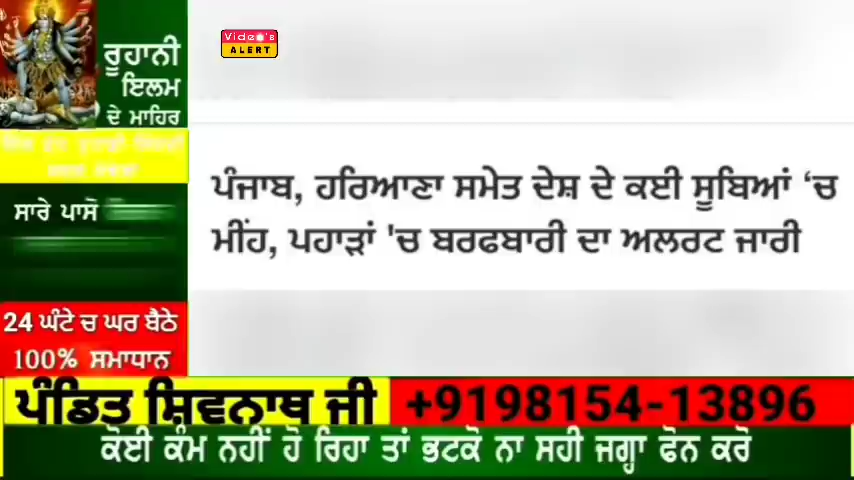 Video's
ALERT
ਰੂਹਾਨੀ
ਇਲਮ
ਦੇ ਮਾਹਿਰ
ਸਾਰੇ ਪਾਸੋ
24 ਘੰਟੇ ਚ ਘਰ ਬੈਠੇ
100% ਸਮਾਧਾਨ
ਪੰਜਾਬ, ਹਰਿਆਣਾ ਸਮੇਤ ਦੇਸ਼ ਦੇ ਕਈ ਸੂਬਿਆਂ ‘ਚ
ਮੀਂਹ, ਪਹਾੜਾਂ 'ਚ ਬਰਫਬਾਰੀ ਦਾ ਅਲਰਟ ਜਾਰੀ
ਪੰਡਿਤ ਸ਼ਿਵਨਾਥ ਜੀ +9198154-13896
ਕੋਈ ਕੰਮ ਨਹੀਂ ਹੋ ਰਿਹਾ ਤਾਂ ਭਟਕੋ ਨਾ ਸਹੀ ਜਗ੍ਹਾ ਫੋਨ ਕਰੋ